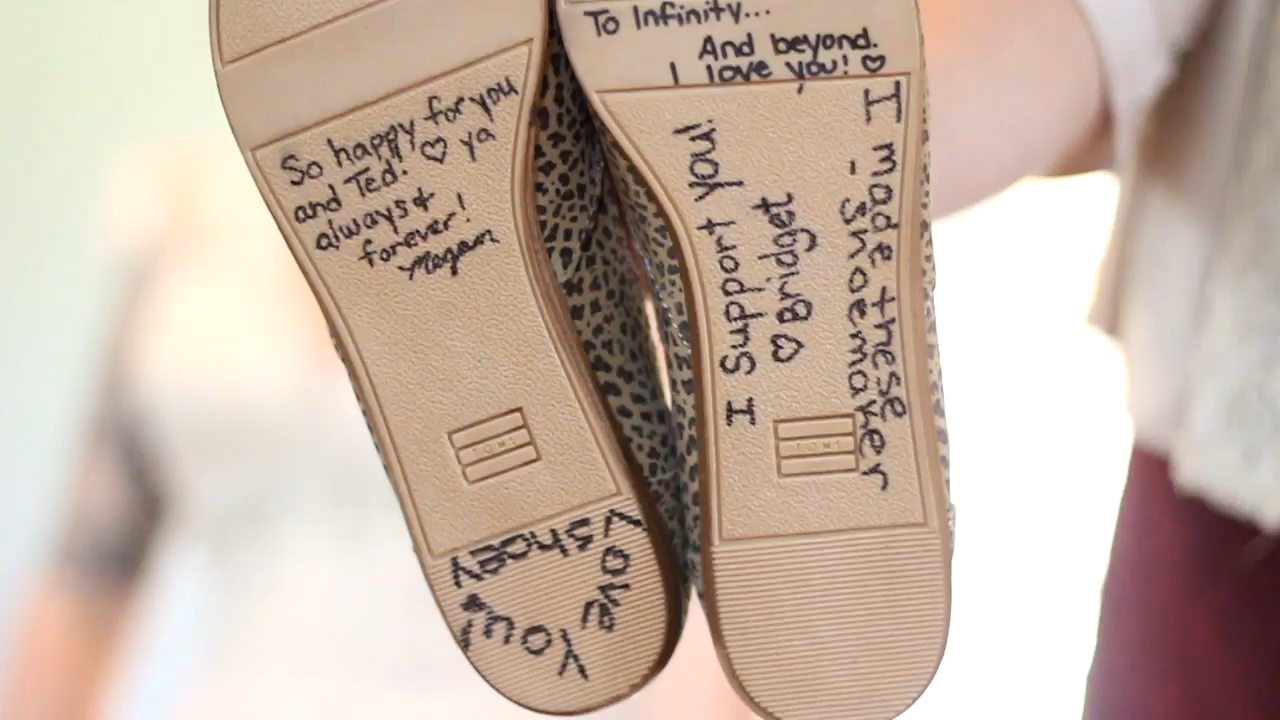 So happy for you
and Ted! ♡ ya
always &
forever!
Megan
TOMS
Love You!
To Infinity...
And beyond.
I love you! ♡
I Support You!
♡ Bridget
I made these
- Shoemaker
TOMS